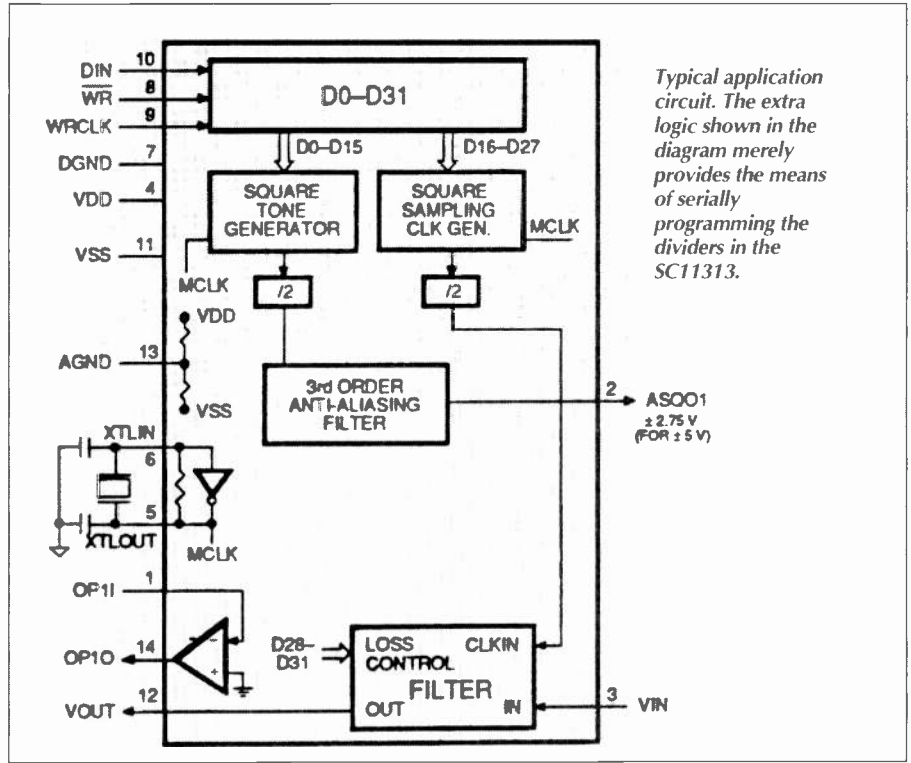 DIN 10
WR 8
WRCLK 9
DGND 7
VDD 4
VSS 11
D0–D31
D0–D15
D16–D27
SQUARE
TONE
GENERATOR
SQUARE
SAMPLING
CLK GEN.
MCLK
MCLK
/2
/2
VDD
AGND 13
VSS
3rd ORDER
ANTI-ALIASING
FILTER
2 ASOO1
± 2.75 V
(FOR ± 5 V)
XTLIN
6
5
XTLOUT
MCLK
OP1I 1
OP1O 14
VOUT 12
−
+
D28–
D31
LOSS
CONTROL
CLKIN
FILTER
OUT
IN
3 VIN
Typical application
circuit. The extra
logic shown in the
diagram merely
provides the means
of serially
programming the
dividers in the
SC11313.